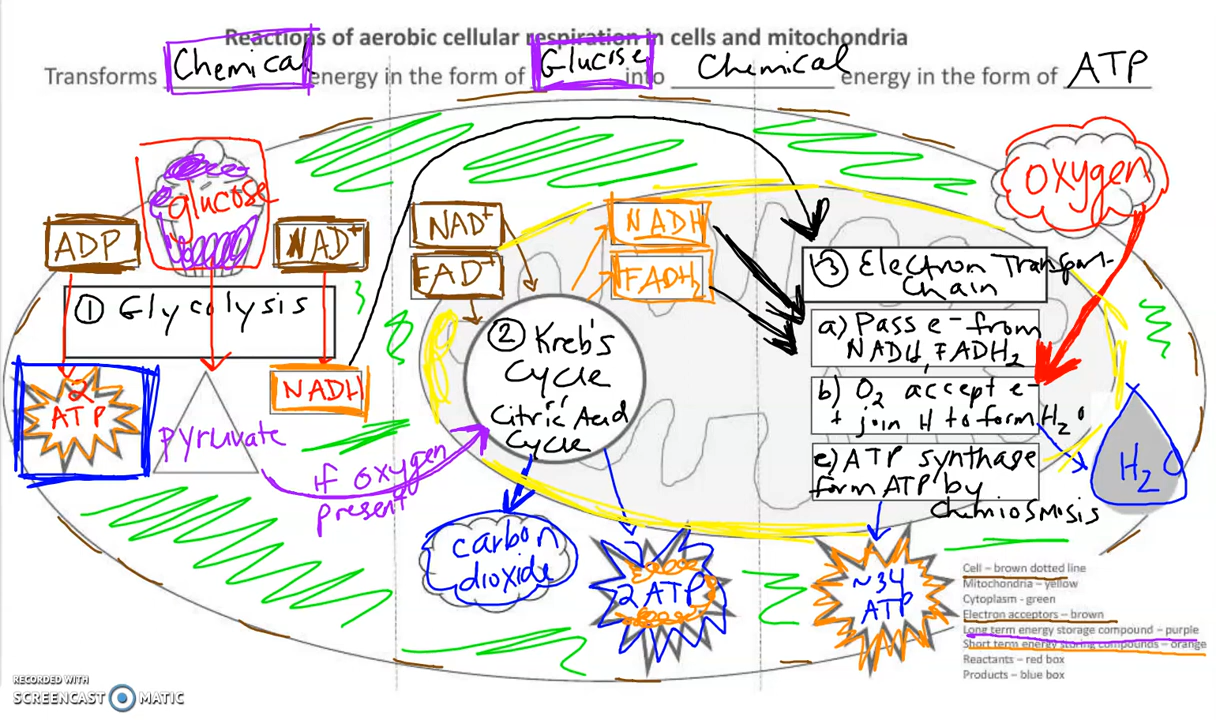 Reactions of aerobic cellular respiration in cells and mitochondria
Transforms Chemical energy in the form of Glucose into Chemical energy in the form of ATP
oxygen
glucose
ADP
NAD+
① Glycolysis
2
ATP
pyruvate
NADH
if oxygen
present
NAD+
FAD+
NADH
FADH2
② Kreb's
Cycle
or
Citric Acid
Cycle
carbon
dioxide
2 ATP
③ Electron Transport
Chain
a) Pass e- from
NADH, FADH2
b) O2 accept e-
+ join H to form H2O
c) ATP synthase
form ATP by
chemiosmosis
H2O
~34
ATP
Cell – brown dotted line
Mitochondria – yellow
Cytoplasm - green
Electron acceptors – brown
Long term energy storage compound – purple
Short term energy storing compounds – orange
Reactants – red box
Products – blue box
RECORDED WITH
SCREENCAST MATIC